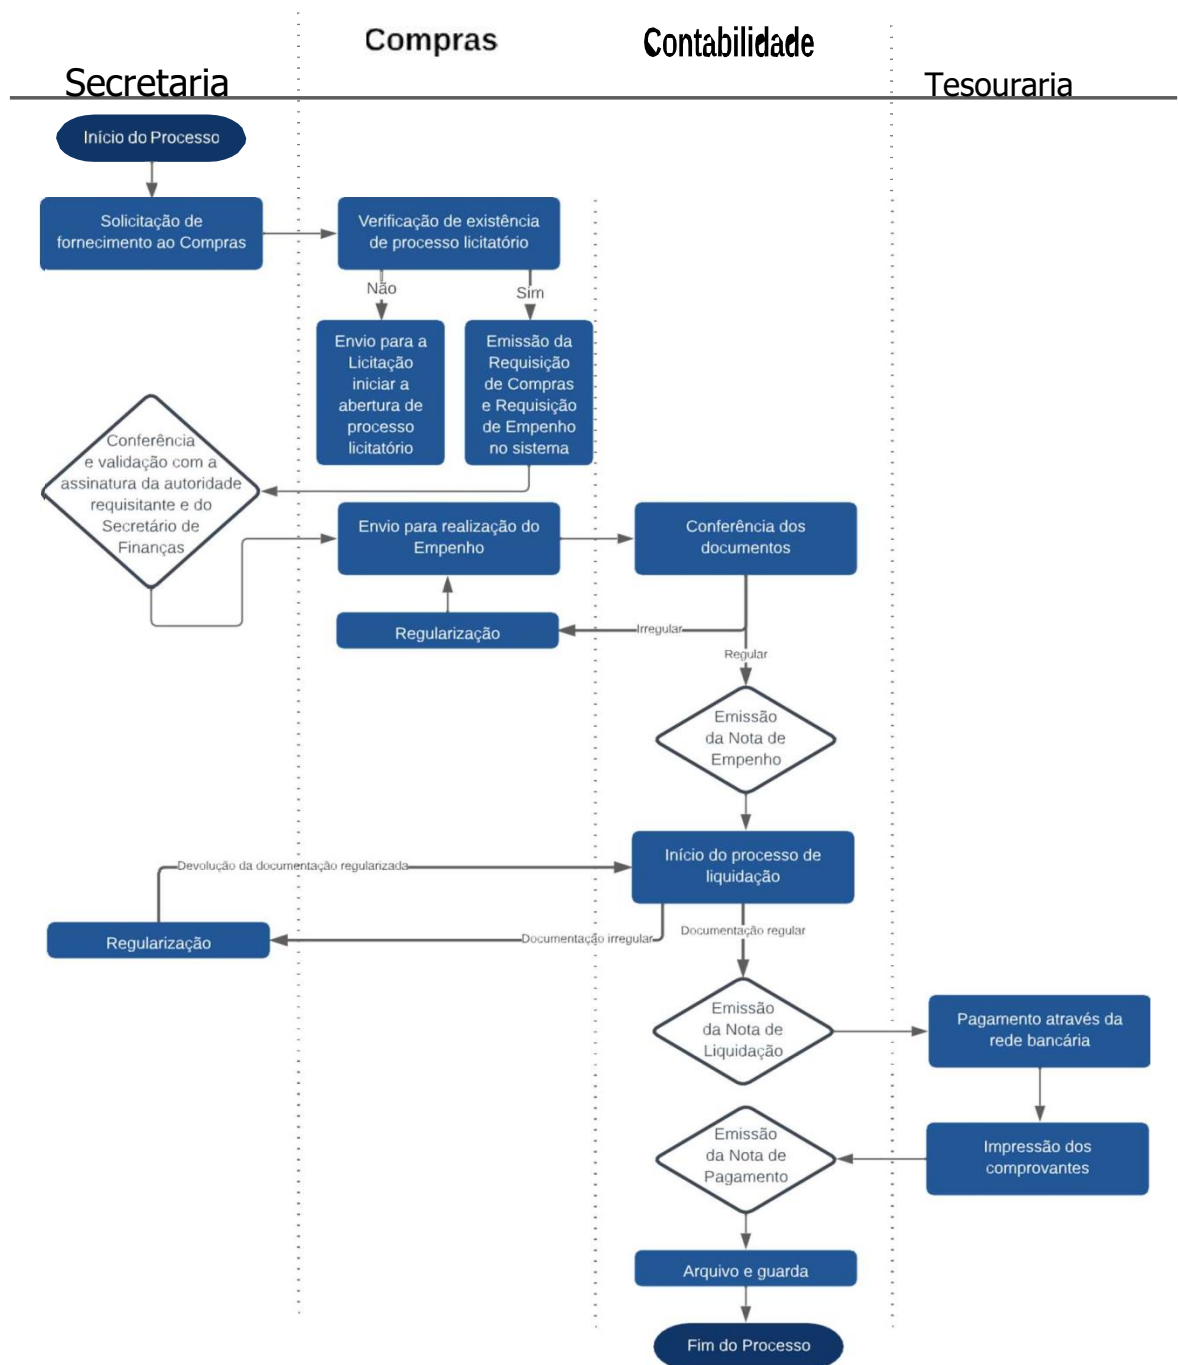 Compras
Contabilidade
Secretaria
Tesouraria
Início do Processo
Solicitação de
fornecimento ao Compras
Verificação de existência
de processo licitatório
Não
Sim
Envio para a
Licitação
iniciar a
abertura de
processo
licitatório
Emissão da
Requisição
de Compras
e Requisição
de Empenho
no sistema
Conferência
e validação com a
assinatura da autoridade
requisitante e do
Secretário de
Finanças
Envio para realização do
Empenho
Conferência dos
documentos
Regularização
Irregular
Regular
Emissão
da Nota de
Empenho
Início do processo de
liquidação
Devolução da documentação regularizada
Regularização
Documentação irregular
Documentação regular
Emissão
da Nota de
Liquidação
Pagamento através da
rede bancária
Impressão dos
comprovantes
Emissão
da Nota de
Pagamento
Arquivo e guarda
Fim do Processo